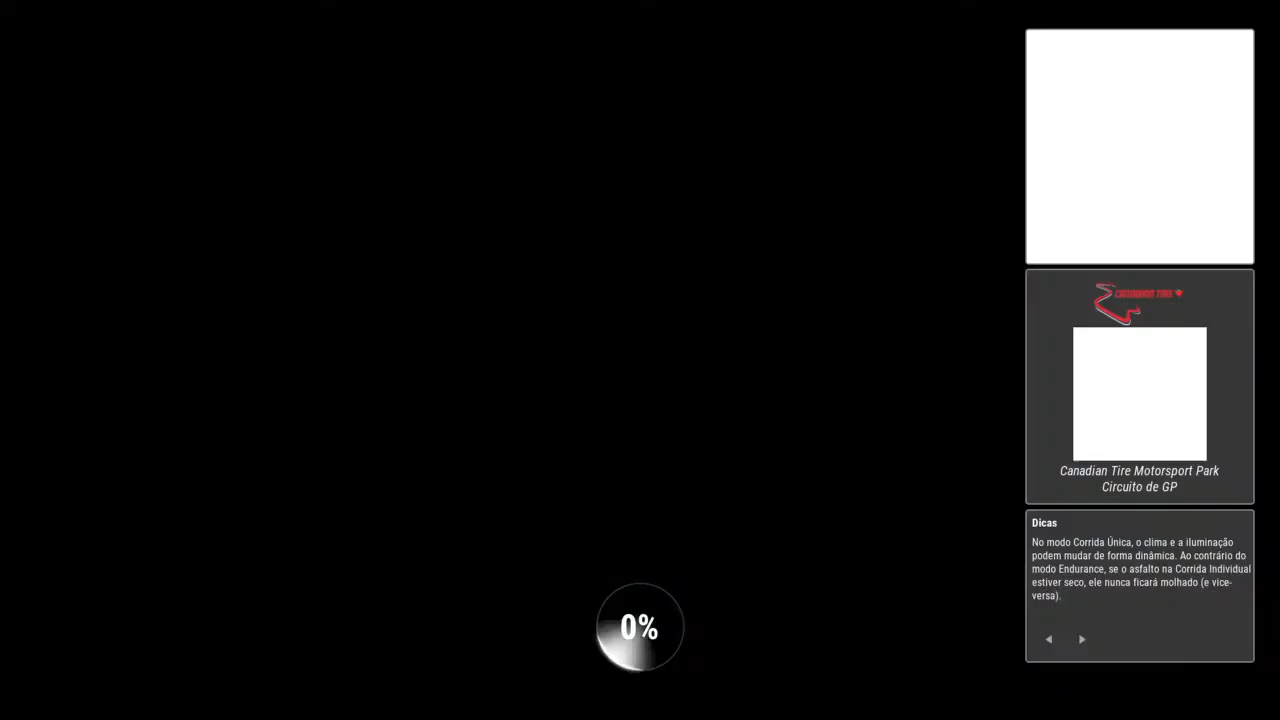 CANADIAN TIRE
Canadian Tire Motorsport Park
Circuito de GP
Dicas
No modo Corrida Única, o clima e a iluminação
podem mudar de forma dinâmica. Ao contrário do
modo Endurance, se o asfalto na Corrida Individual
estiver seco, ele nunca ficará molhado (e vice-
versa).
0%